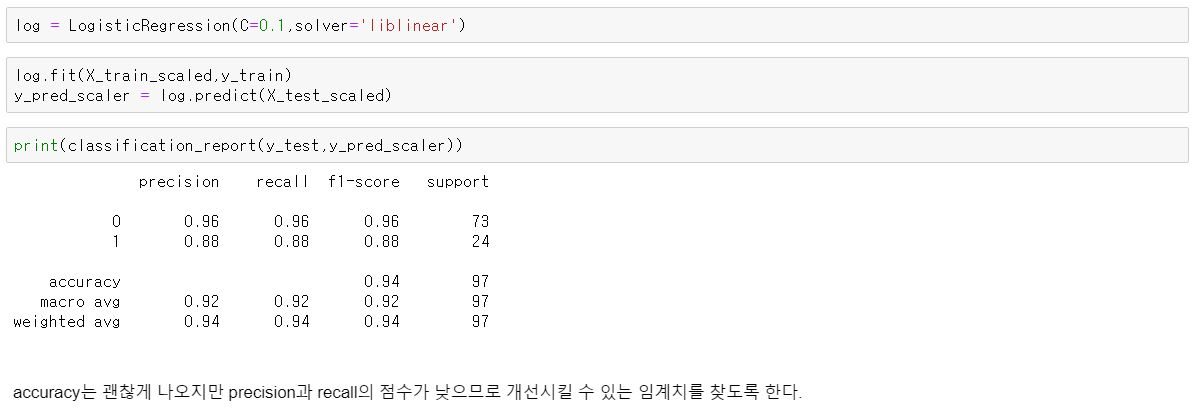 log = LogisticRegression(C=0.1,solver='liblinear')
log.fit(X_train_scaled,y_train)
y_pred_scaler = log.predict(X_test_scaled)
print(classification_report(y_test,y_pred_scaler))
precision recall f1-score support
0 0.96 0.96 0.96 73
1 0.88 0.88 0.88 24
accuracy 0.94 97
macro avg 0.92 0.92 0.92 97
weighted avg 0.94 0.94 0.94 97
accuracy는 괜찮게 나오지만 precision과 recall의 점수가 낮으므로 개선시킬 수 있는 임계치를 찾도록 한다.